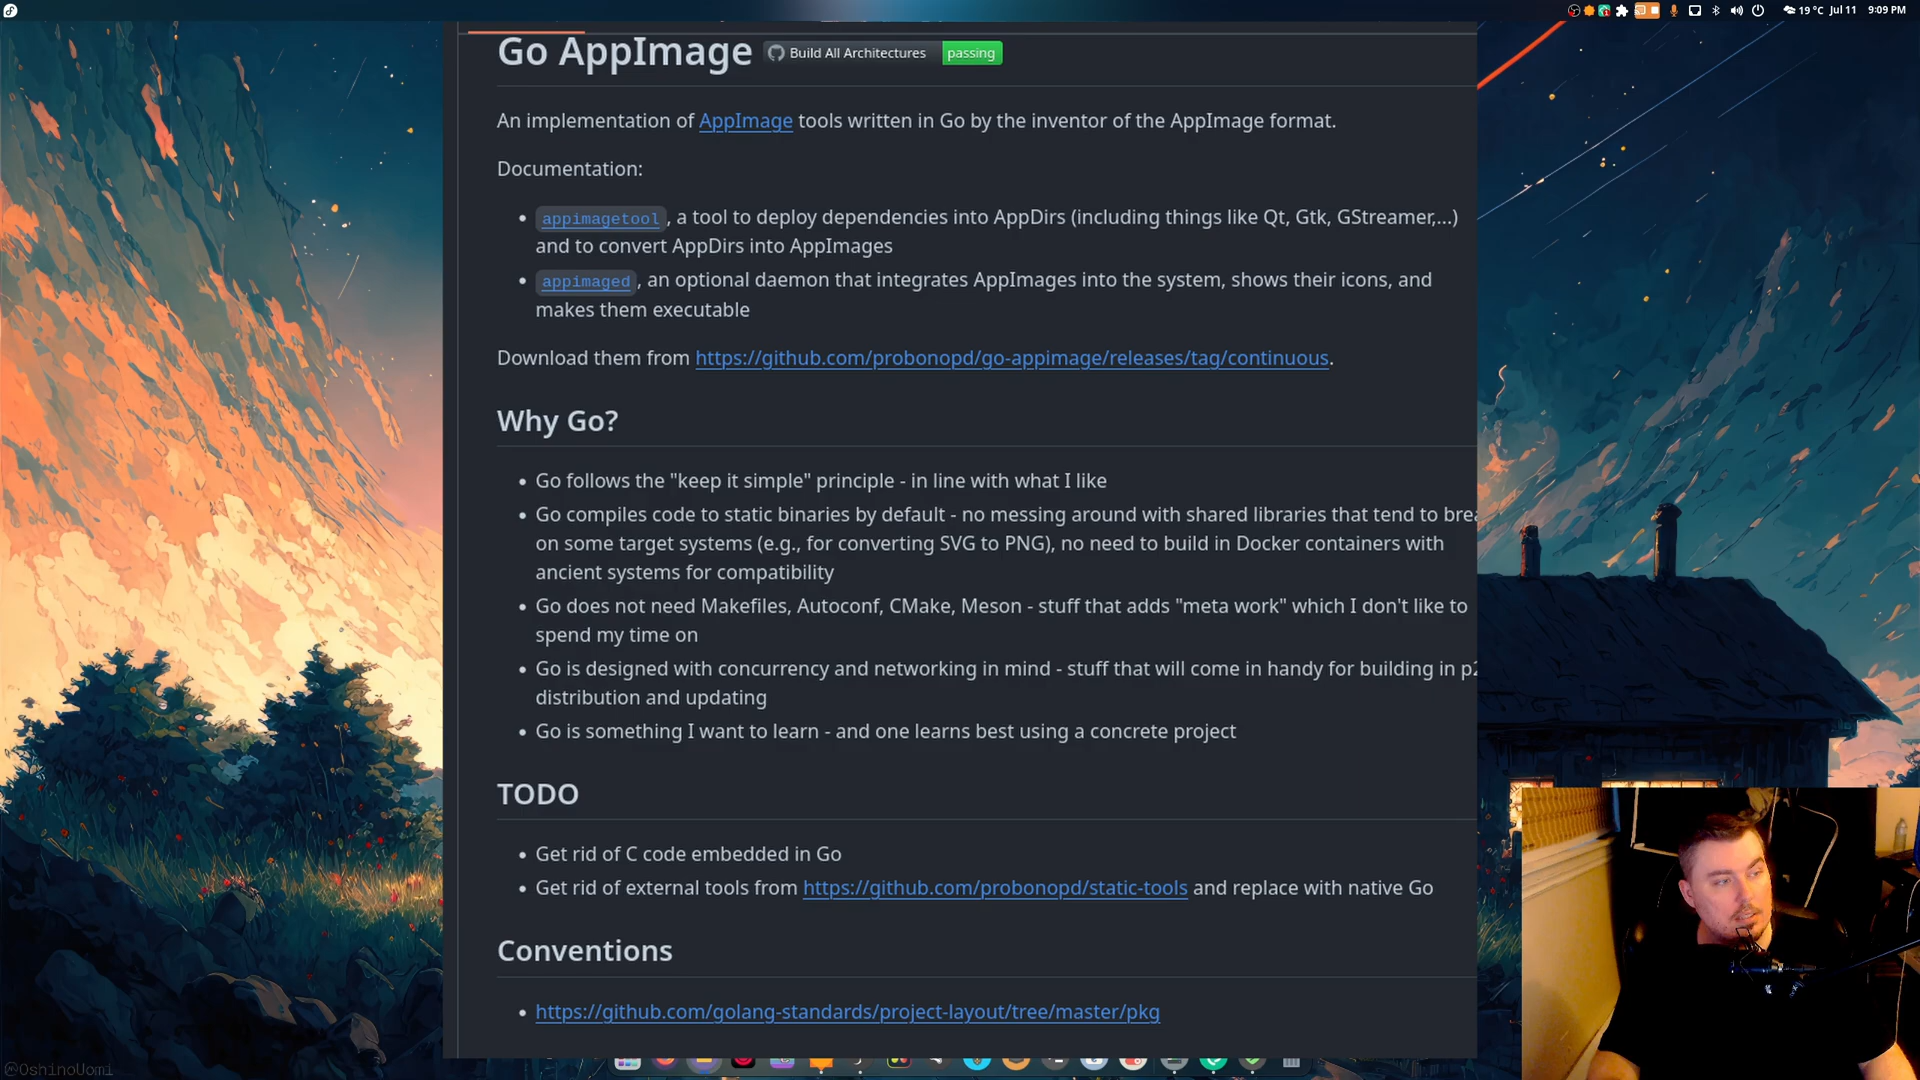 19 °C Jul 11 9:09 PM
Go AppImage Build All Architectures passing
An implementation of AppImage tools written in Go by the inventor of the AppImage format.
Documentation:
• appimagetool, a tool to deploy dependencies into AppDirs (including things like Qt, Gtk, GStreamer,...)
and to convert AppDirs into AppImages
• appimaged, an optional daemon that integrates AppImages into the system, shows their icons, and
makes them executable
Download them from https://github.com/probonopd/go-appimage/releases/tag/continuous.
Why Go?
• Go follows the "keep it simple" principle - in line with what I like
• Go compiles code to static binaries by default - no messing around with shared libraries that tend to brea
on some target systems (e.g., for converting SVG to PNG), no need to build in Docker containers with
ancient systems for compatibility
• Go does not need Makefiles, Autoconf, CMake, Meson - stuff that adds "meta work" which I don't like to
spend my time on
• Go is designed with concurrency and networking in mind - stuff that will come in handy for building in p2
distribution and updating
• Go is something I want to learn - and one learns best using a concrete project
TODO
• Get rid of C code embedded in Go
• Get rid of external tools from https://github.com/probonopd/static-tools and replace with native Go
Conventions
• https://github.com/golang-standards/project-layout/tree/master/pkg
@OshinoUomi